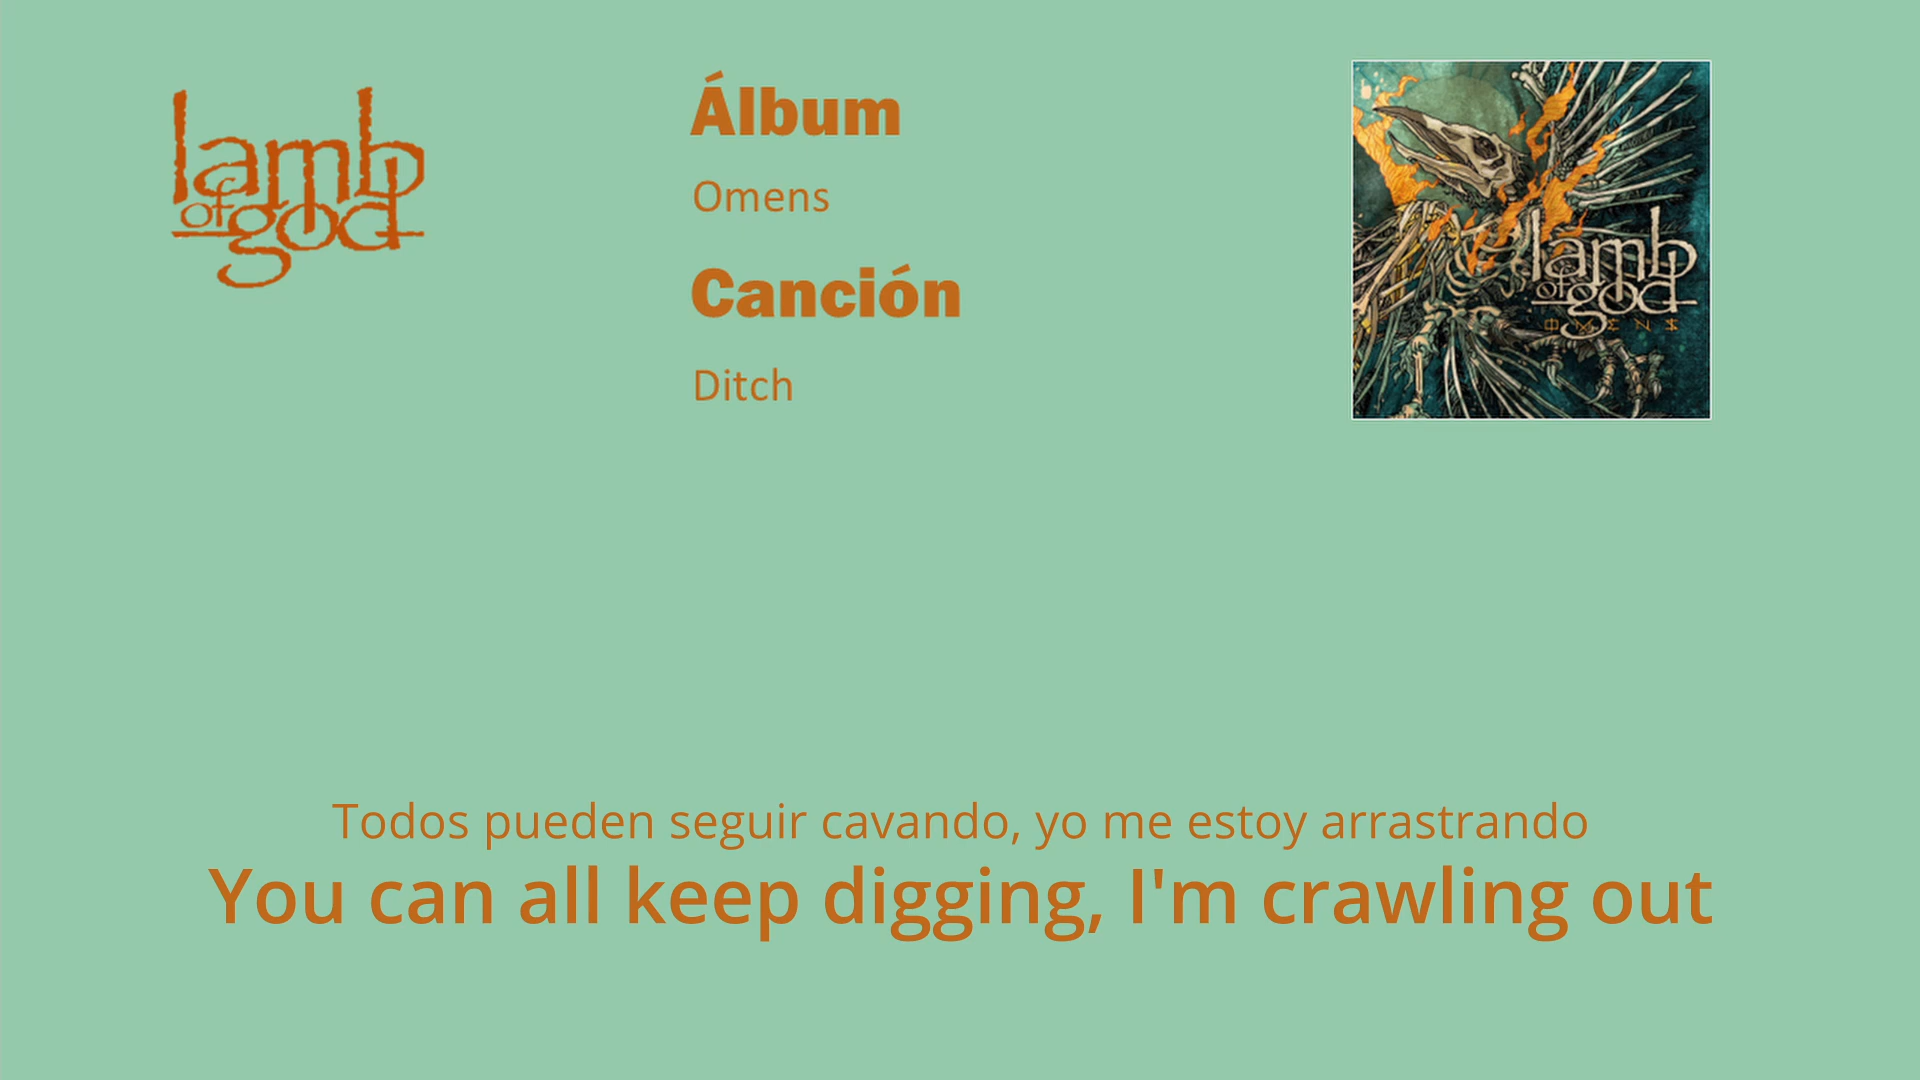 lamb
of god
Álbum
Omens
Canción
Ditch
lamb
of god
OMENS
Todos pueden seguir cavando, yo me estoy arrastrando
You can all keep digging, I'm crawling out